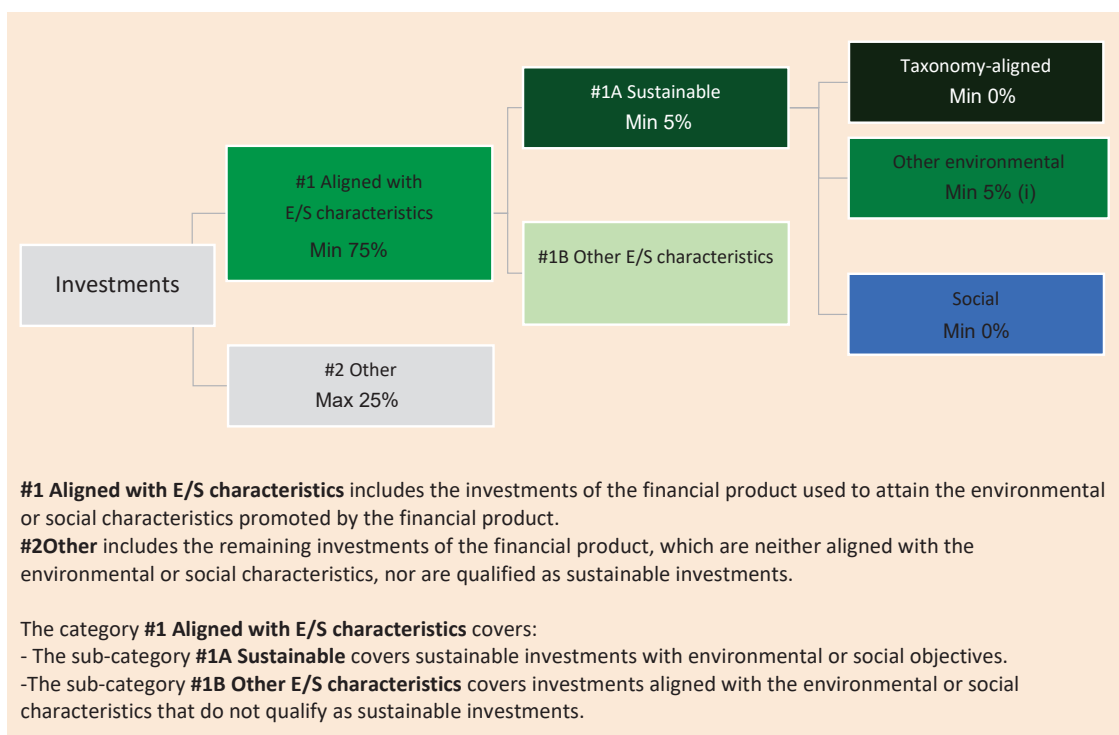 Investments
#1 Aligned with
E/S characteristics
Min 75%
#2 Other
Max 25%
#1A Sustainable
Min 5%
#1B Other E/S characteristics
Taxonomy-aligned
Min 0%
Other environmental
Min 5% (i)
Social
Min 0%
#1 Aligned with E/S characteristics includes the investments of the financial product used to attain the environmental
or social characteristics promoted by the financial product.
#2Other includes the remaining investments of the financial product, which are neither aligned with the
environmental or social characteristics, nor are qualified as sustainable investments.
The category #1 Aligned with E/S characteristics covers:
- The sub-category #1A Sustainable covers sustainable investments with environmental or social objectives.
-The sub-category #1B Other E/S characteristics covers investments aligned with the environmental or social
characteristics that do not qualify as sustainable investments.